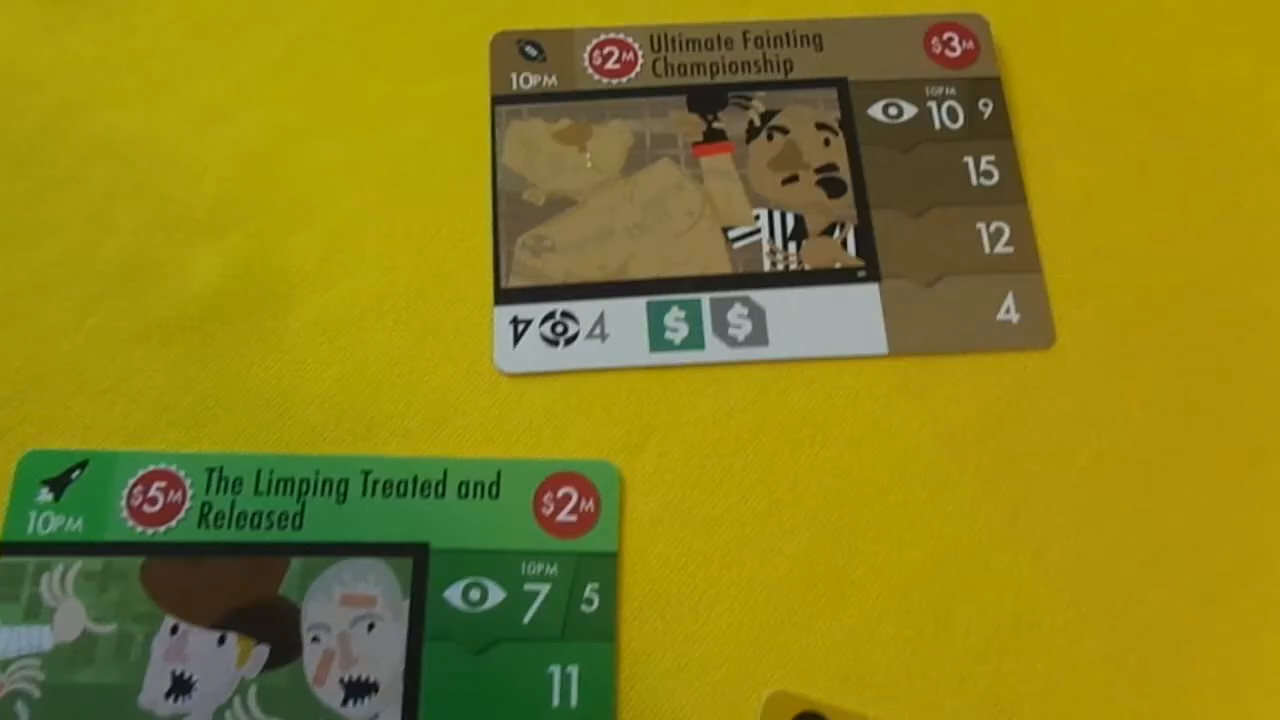 10PM $2M Ultimate Fainting $3M
Championship
10PM
10 9
15
12
4
4 4 $ $
10PM $5M The Limping Treated and $2M
Released
10PM
7 5
11